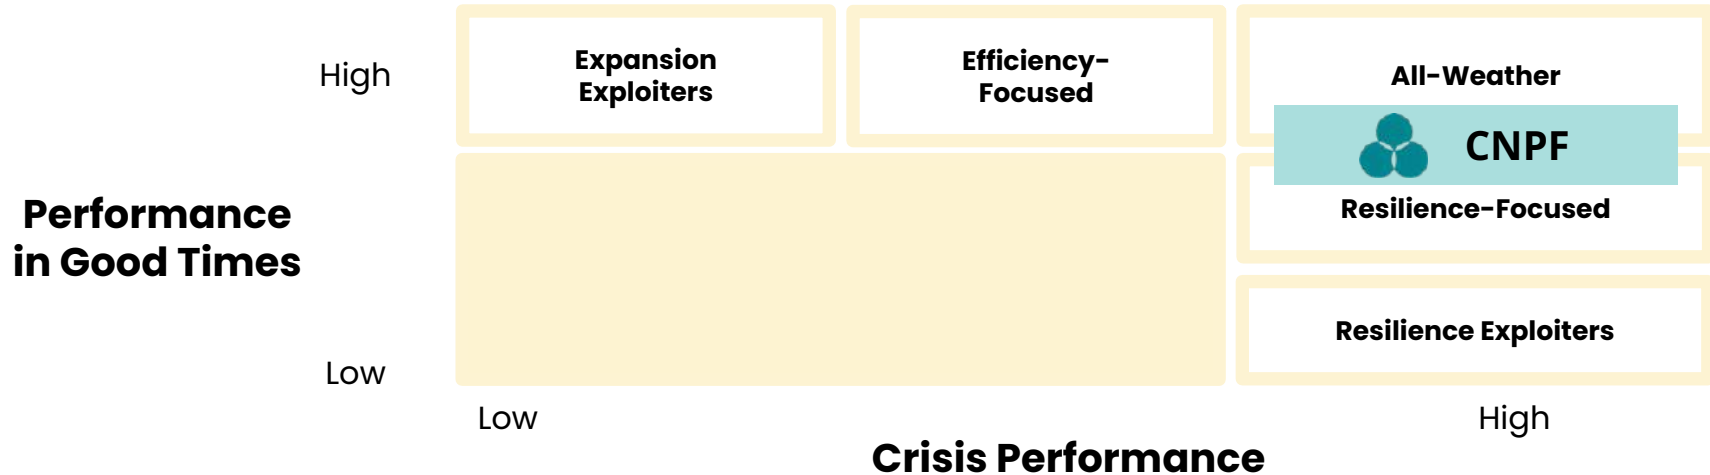 High
Expansion
Exploiters
Efficiency-
Focused
All-Weather
CNPF
Performance
in Good Times
Resilience-Focused
Resilience Exploiters
Low
Low
High
Crisis Performance